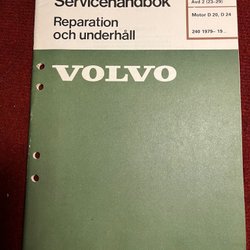 Servicehandbok
Reparation
och underhåll
Avd 2 (23-29)
Motor D 20, D 24
240 1979- 19..
VOLVO